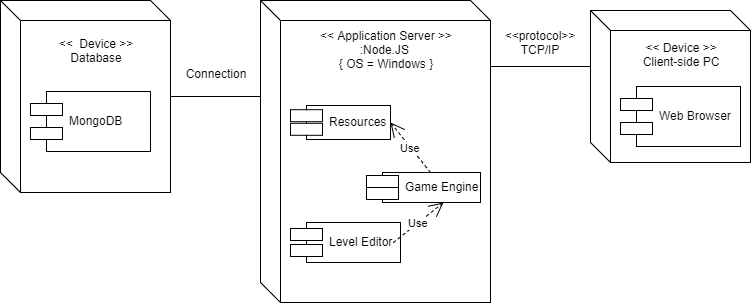 << Device >>
Database
MongoDB
Connection
<< Application Server >>
:Node.JS
{ OS = Windows }
Resources
Use
Game Engine
Use
Level Editor
<<protocol>>
TCP/IP
<< Device >>
Client-side PC
Web Browser